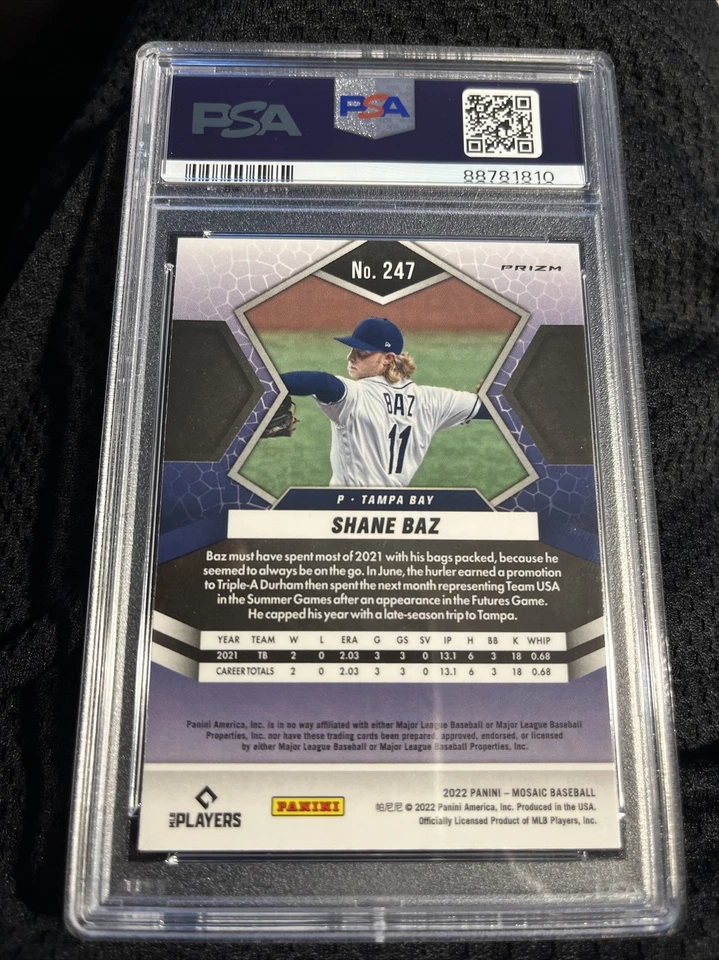 PSA
PSA
88781810
No. 247
PRIZM
BAZ
11
P · TAMPA BAY
SHANE BAZ
Baz must have spent most of 2021 with his bags packed, because he
seemed to always be on the go. In June, the hurler earned a promotion
to Triple-A Durham then spent the next month representing Team USA
in the Summer Games after an appearance in the Futures Game.
He capped his year with a late-season trip to Tampa.
YEAR TEAM W L ERA G GS SV IP H BB K WHIP
2021 TB 2 0 2.03 3 3 0 13.1 6 3 18 0.68
CAREER TOTALS 2 0 2.03 3 3 0 13.1 6 3 18 0.68
Panini America, Inc. is in no way affiliated with either Major League Baseball or Major League Baseball
Properties, Inc. nor have these trading cards been prepared, approved, endorsed, or licensed
by either Major League Baseball or Major League Baseball Properties, Inc.
2022 PANINI – MOSAIC BASEBALL
MLB PLAYERS
PANINI
帕尼尼 © 2022 Panini America, Inc. Produced in the USA.
Officially Licensed Product of MLB Players, Inc.